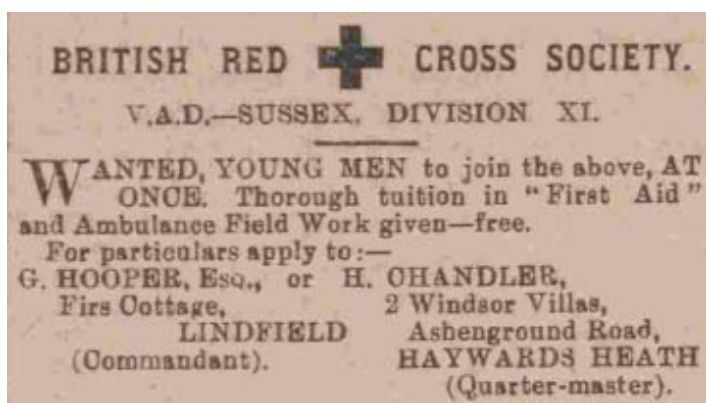 BRITISH RED CROSS SOCIETY.
V.A.D.—SUSSEX. DIVISION XI.
WANTED, YOUNG MEN to join the above, AT
ONCE. Thorough tuition in "First Aid"
and Ambulance Field Work given—free.
For particulars apply to:—
G. HOOPER, Esq., or H. CHANDLER,
Firs Cottage, 2 Windsor Villas,
LINDFIELD Ashenground Road,
(Commandant). HAYWARDS HEATH
(Quarter-master).